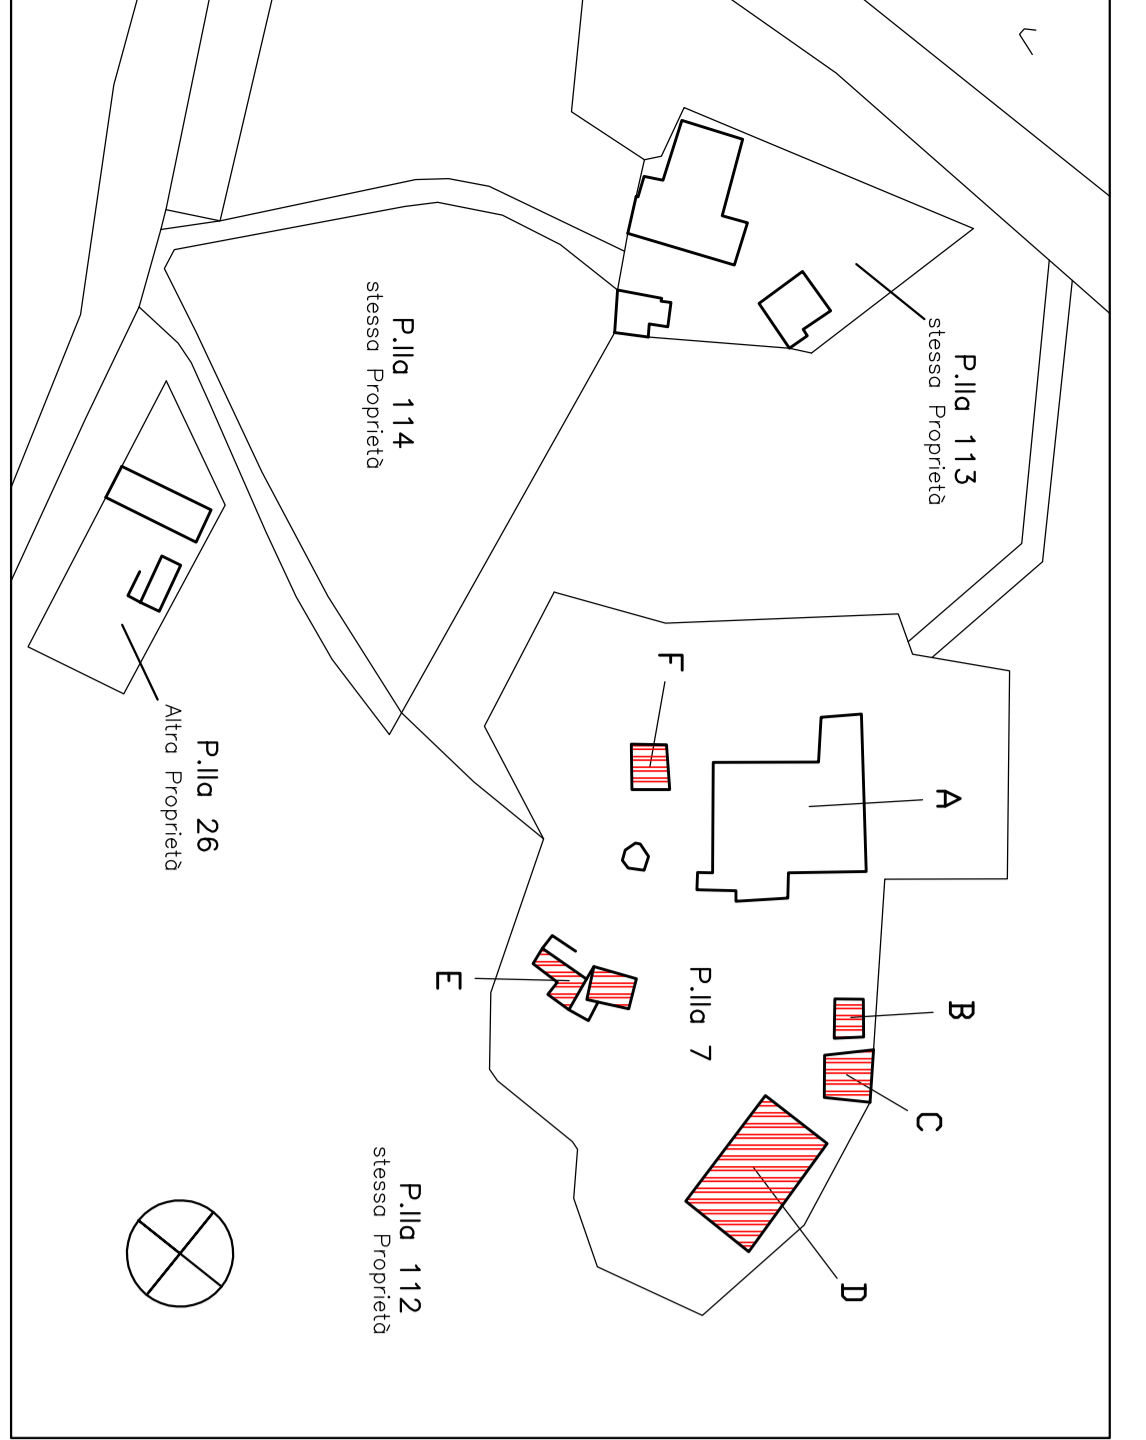 P.lla 113
stessa Proprietà
A
B
C
D
P.lla 7
F
E
P.lla 114
stessa Proprietà
P.lla 112
stessa Proprietà
P.lla 26
Altra Proprietà